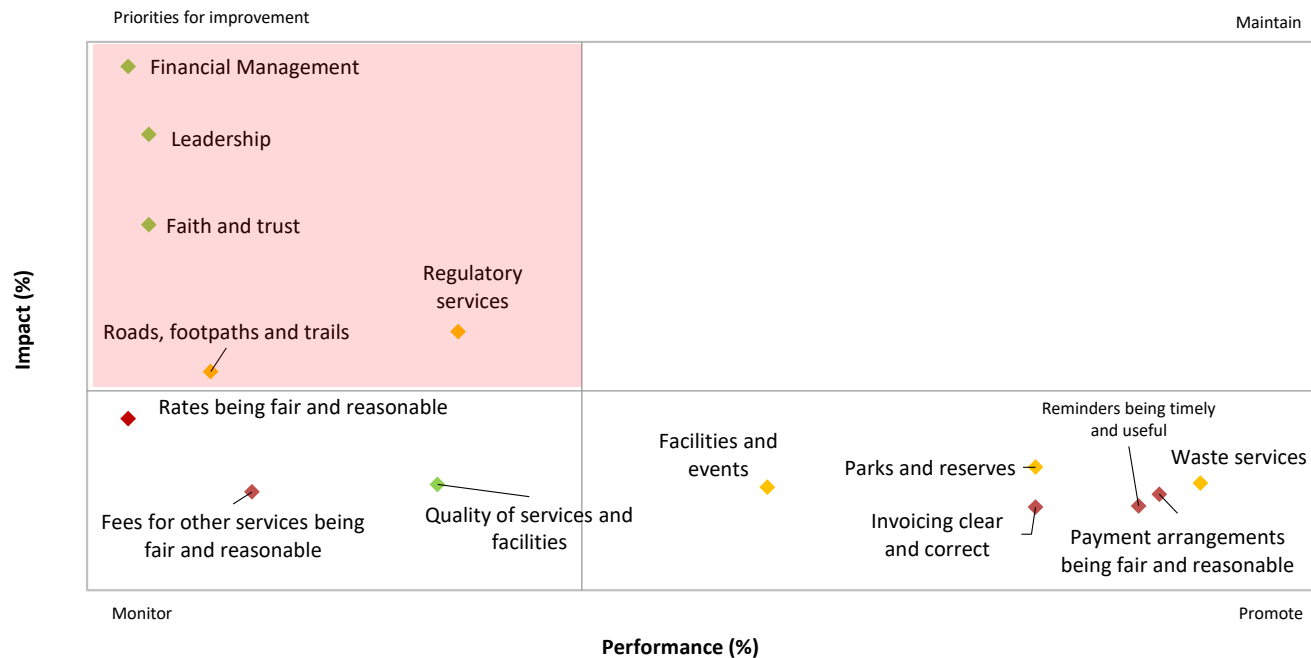 Priorities for improvement
Maintain
Financial Management
Leadership
Faith and trust
Regulatory
services
Roads, footpaths and trails
Impact (%)
Rates being fair and reasonable
Reminders being timely
and useful
Facilities and
events
Parks and reserves
Waste services
Fees for other services being
fair and reasonable
Quality of services and
facilities
Invoicing clear
and correct
Payment arrangements
being fair and reasonable
Monitor
Promote
Performance (%)